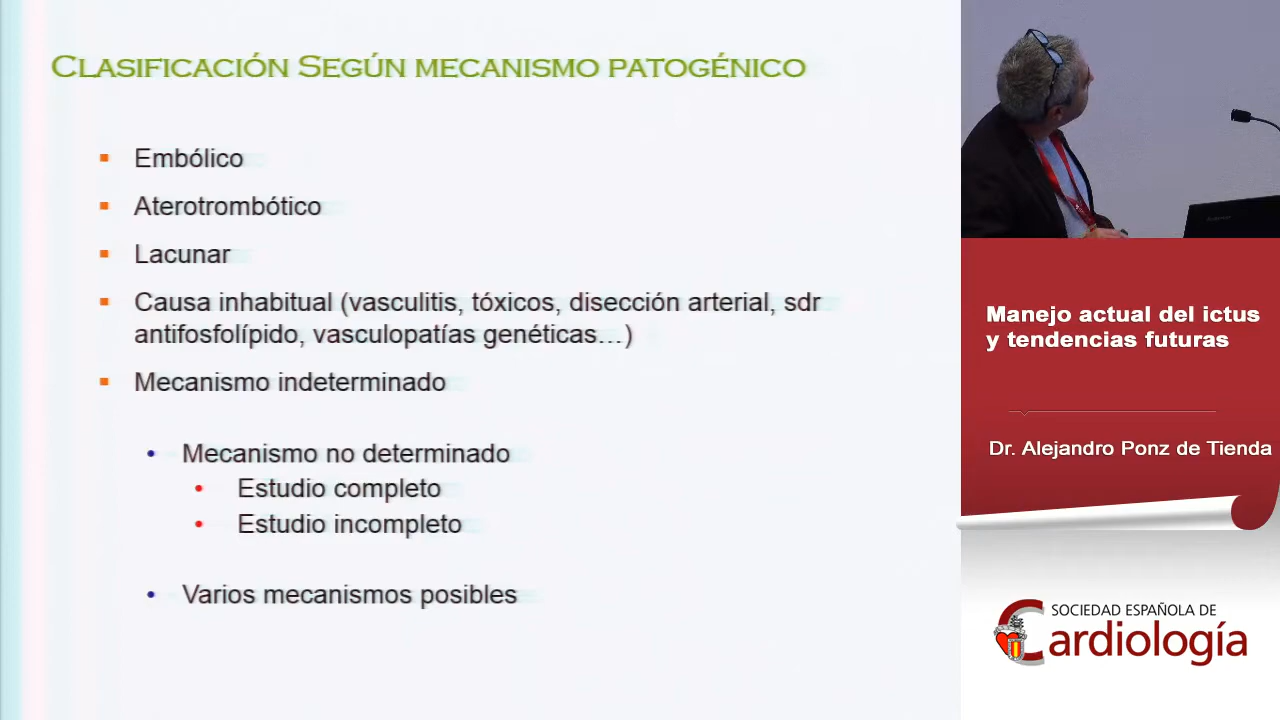 Clasificación Según mecanismo patogénico
Embólico
Aterotrombótico
Lacunar
Causa inhabitual (vasculitis, tóxicos, disección arterial, sdr
antifosfolípido, vasculopatías genéticas…)
Mecanismo indeterminado
Mecanismo no determinado
Estudio completo
Estudio incompleto
Varios mecanismos posibles
Manejo actual del ictus
y tendencias futuras
Dr. Alejandro Ponz de Tienda
SOCIEDAD ESPAÑOLA DE
Cardiología